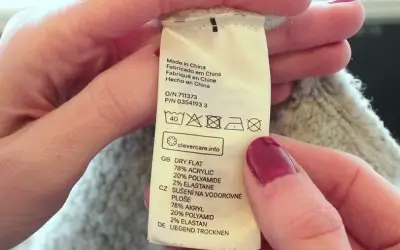 Made in China
Fabricado em China
Fabriqué en Chine
Hecho en China
O/N 711373
P/N 0354193 3
40
clevercare.info
GB DRY FLAT
78% ACRYLIC
20% POLYAMIDE
2% ELASTANE
CZ SUŠENÍ NA VODOROVNÉ
PLOŠE
78% AKRYL
20% POLYAMID
2% ELASTAN
DE LIEGEND TROCKNEN